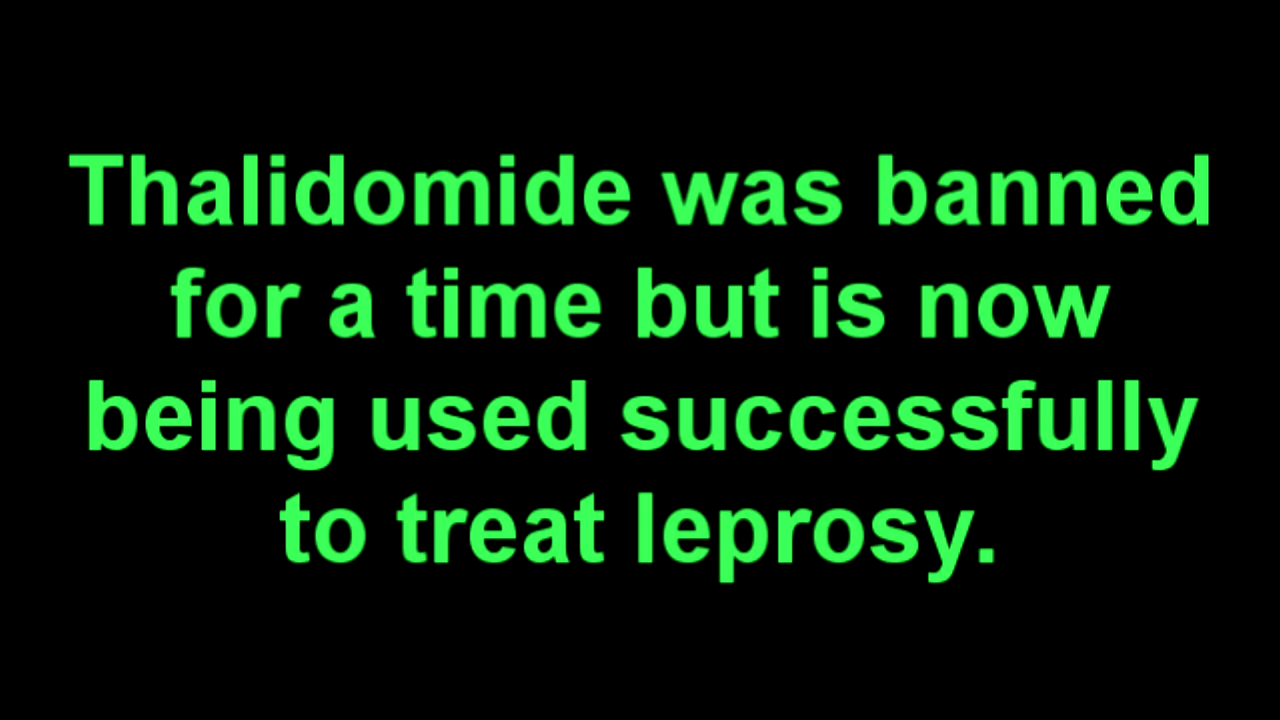 Thalidomide was banned
for a time but is now
being used successfully
to treat leprosy.